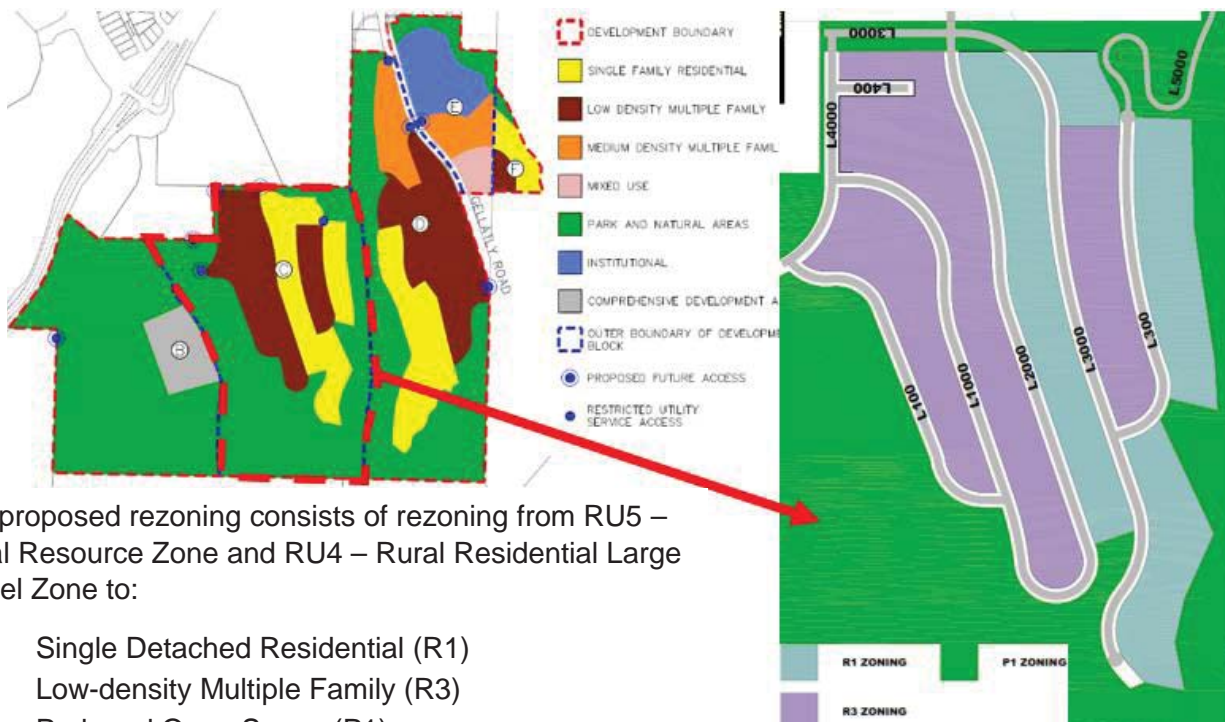 DEVELOPMENT BOUNDARY
SINGLE FAMILY RESIDENTIAL
LOW DENSITY MULTIPLE FAMILY
MEDIUM DENSITY MULTIPLE FAMIL
MIXED USE
PARK AND NATURAL AREAS
INSTITUTIONAL
COMPREHENSIVE DEVELOPMENT A
OUTER BOUNDARY OF DEVELOPME
BLOCK
PROPOSED FUTURE ACCESS
RESTRICTED UTILITY
SERVICE ACCESS
E
F
D
GELLATLY ROAD
C
B
L3000
L400
L4000
L5000
L300
L3000
L2000
L1000
L100
R1 ZONING
P1 ZONING
R3 ZONING
proposed rezoning consists of rezoning from RU5 –
al Resource Zone and RU4 – Rural Residential Large
el Zone to:
Single Detached Residential (R1)
Low-density Multiple Family (R3)